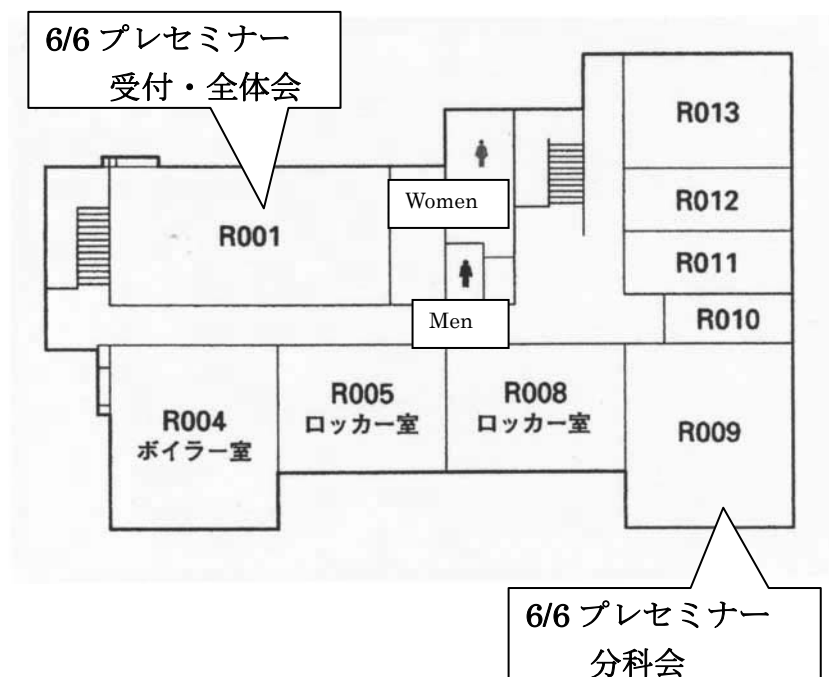 6/6 プレセミナー
受付・全体会
R013
Women
R012
R001
R011
Men
R010
R004
ボイラー室
R005
ロッカー室
R008
ロッカー室
R009
6/6 プレセミナー
分科会